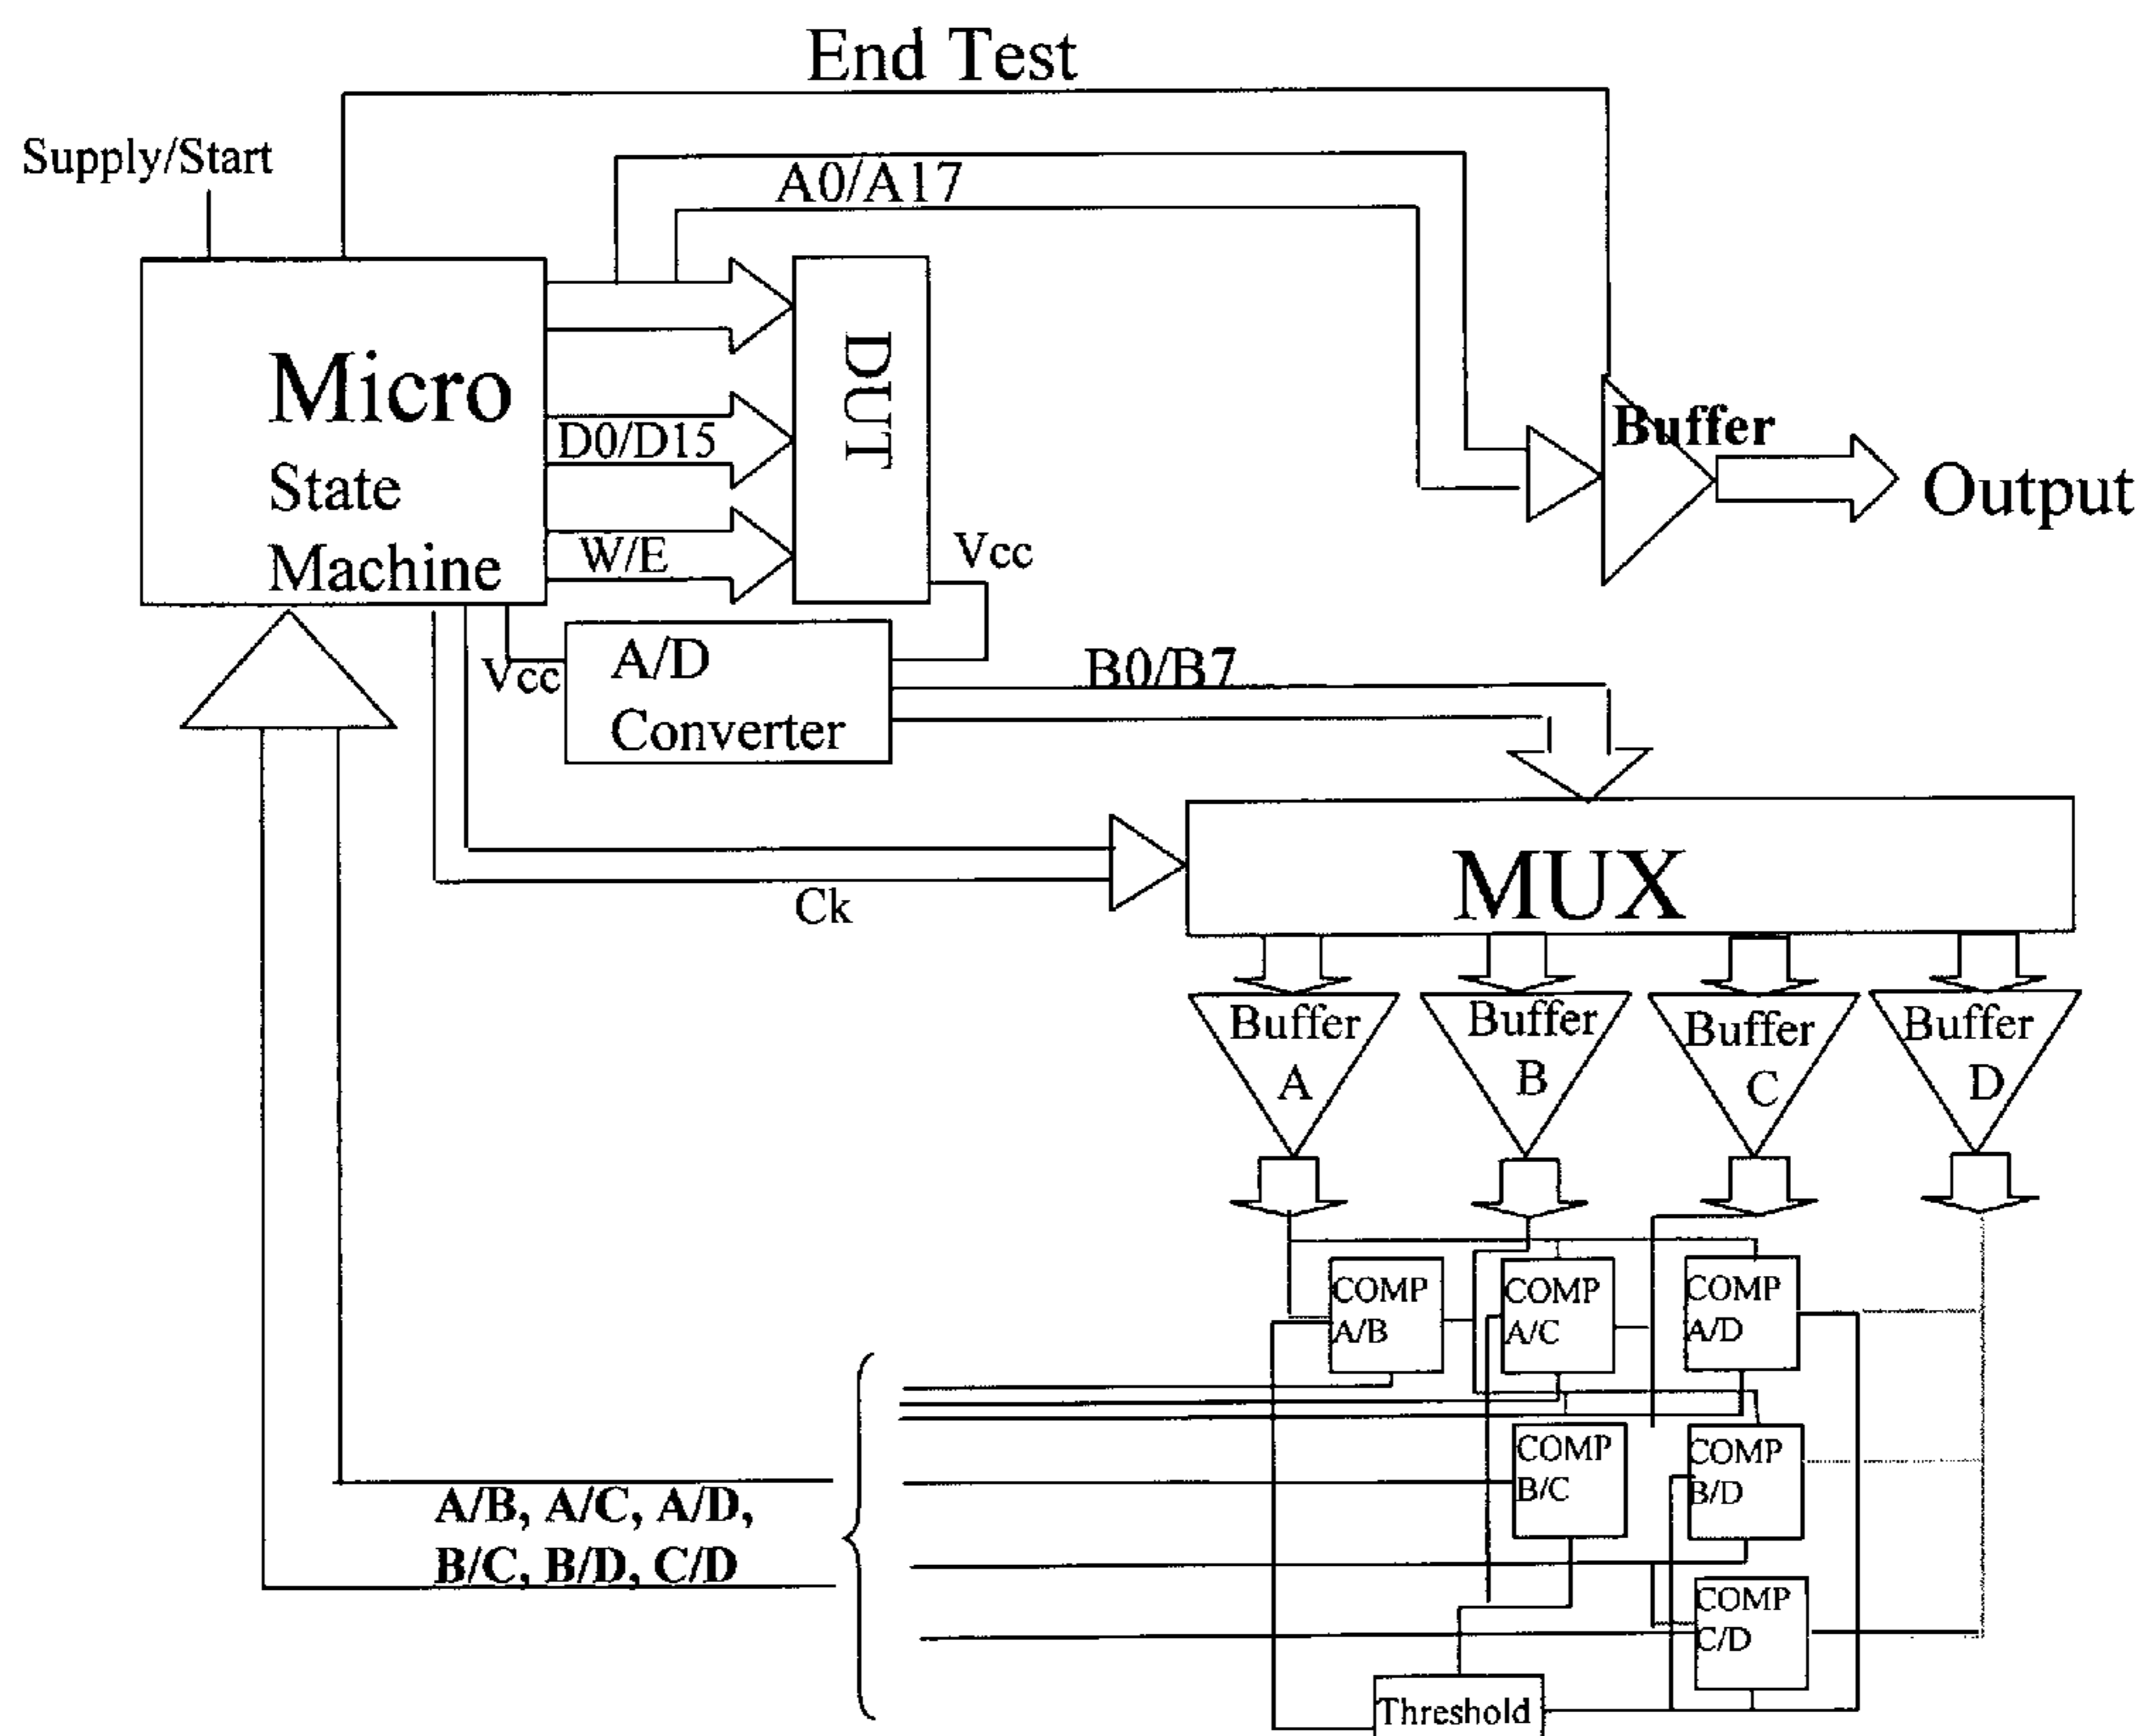 End Test
Supply/Start
A0/A17
Micro
State
Machine
DUT
D0/D15
W/E
Buffer
Output
Vcc
Vcc
A/D
Converter
B0/B7
MUX
Ck
Buffer
A
Buffer
B
Buffer
C
Buffer
D
COMP
A/B
COMP
A/C
COMP
A/D
COMP
B/C
COMP
B/D
A/B, A/C, A/D,
B/C, B/D, C/D
COMP
C/D
Threshold